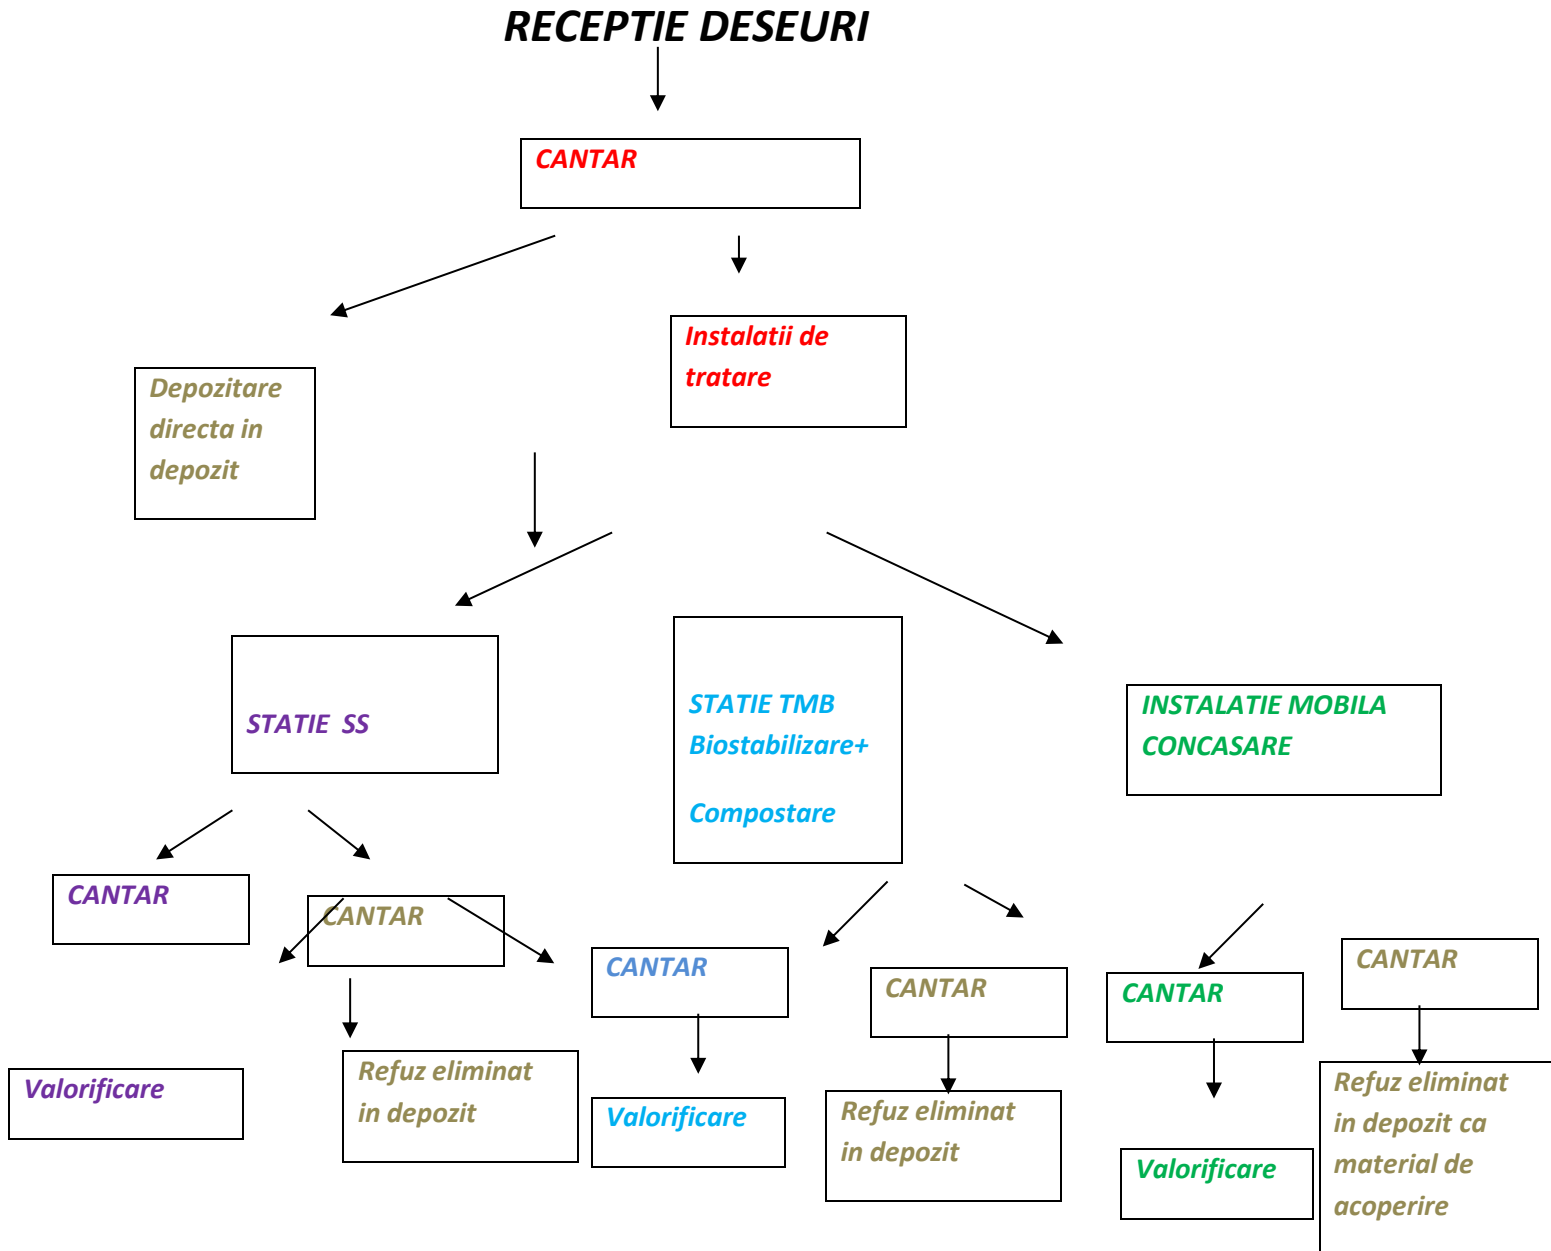 RECEPTIE DESEURI
CANTAR
Instalatii de
tratare
Depozitare
directa in
depozit
STATIE SS
STATIE TMB
Biostabilizare+
Compostare
INSTALATIE MOBILA
CONCASARE
CANTAR
CANTAR
CANTAR
CANTAR
CANTAR
CANTAR
Valorificare
Refuz eliminat
in depozit
Valorificare
Refuz eliminat
in depozit
Valorificare
Refuz eliminat
in depozit ca
material de
acoperire